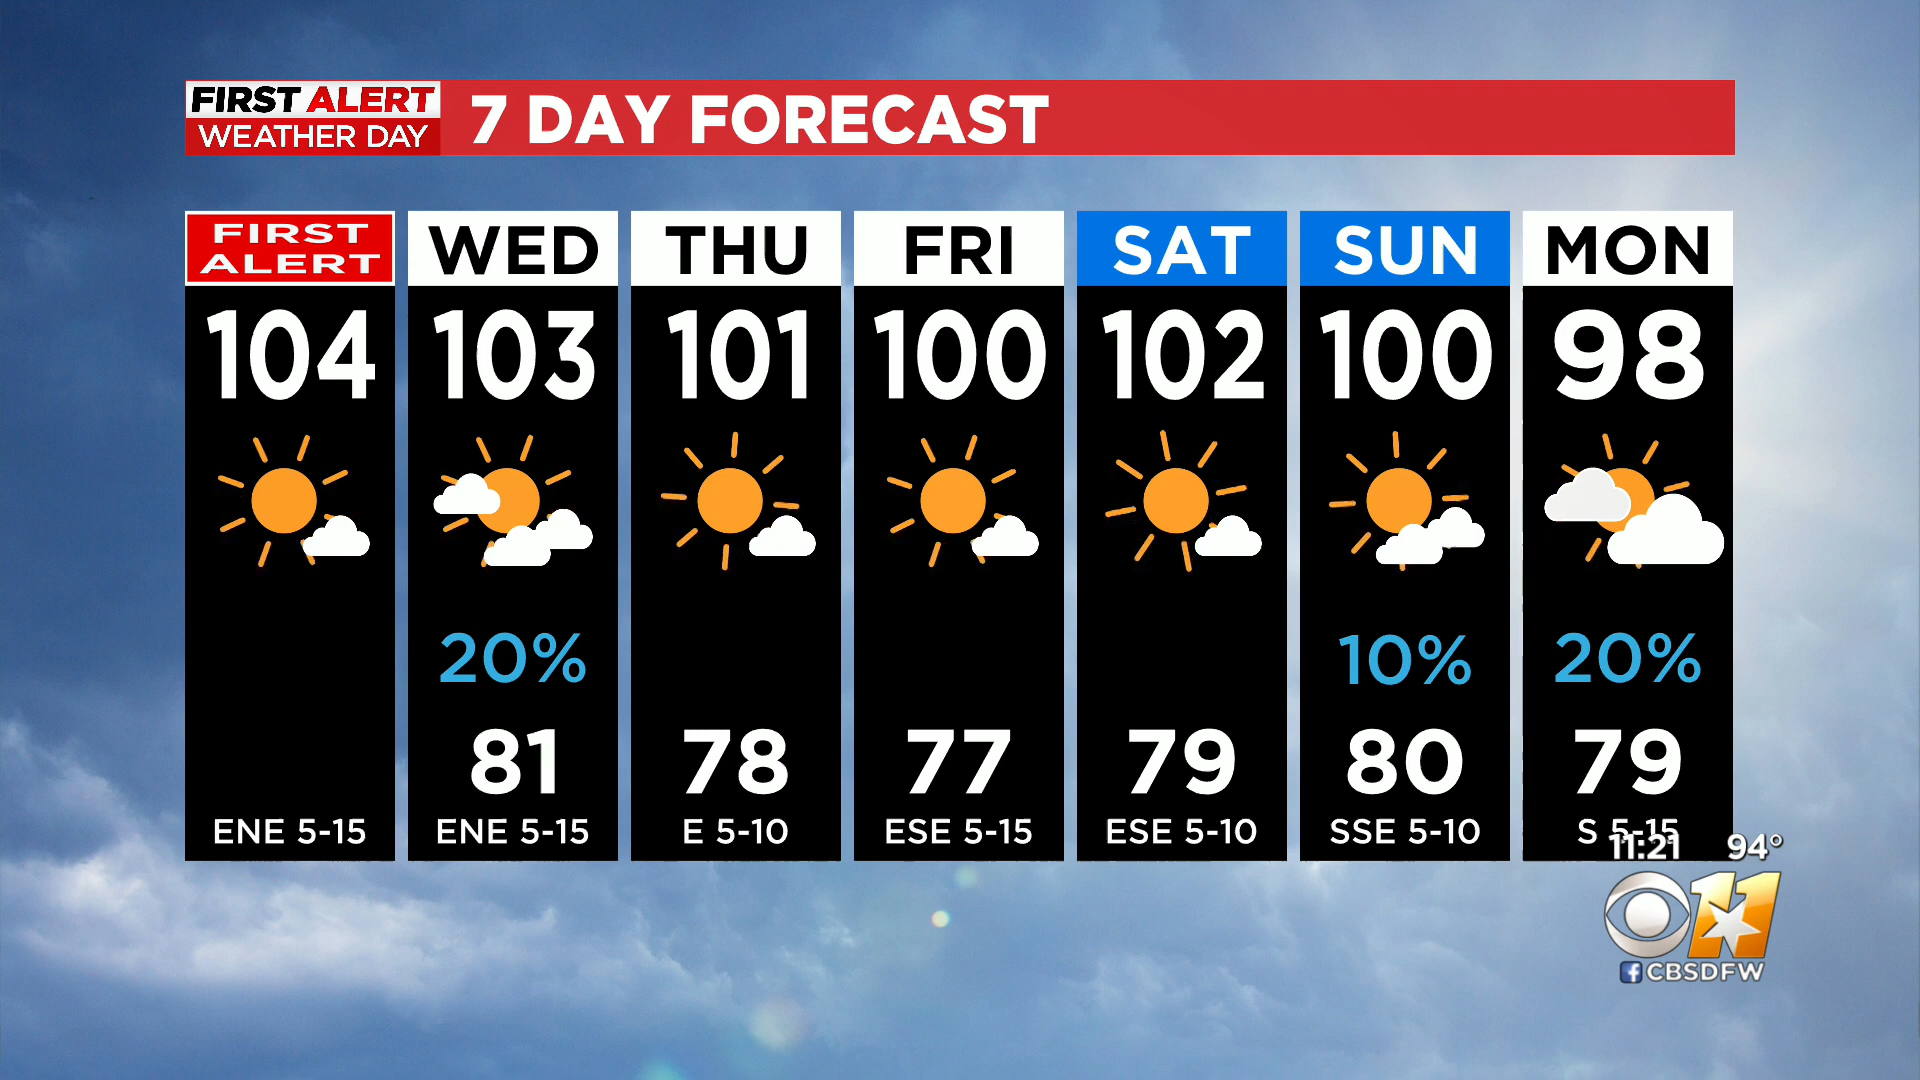 FIRST ALERT
WEATHER DAY
7 DAY FORECAST
FIRST
ALERT
WED
THU
FRI
SAT
SUN
MON
104
103
101
100
102
100
98
20%
10%
20%
81
78
77
79
80
79
ENE 5-15
ENE 5-15
E 5-10
ESE 5-15
ESE 5-10
SSE 5-10
S 5-15
11:21
94°
11
f CBSDFW